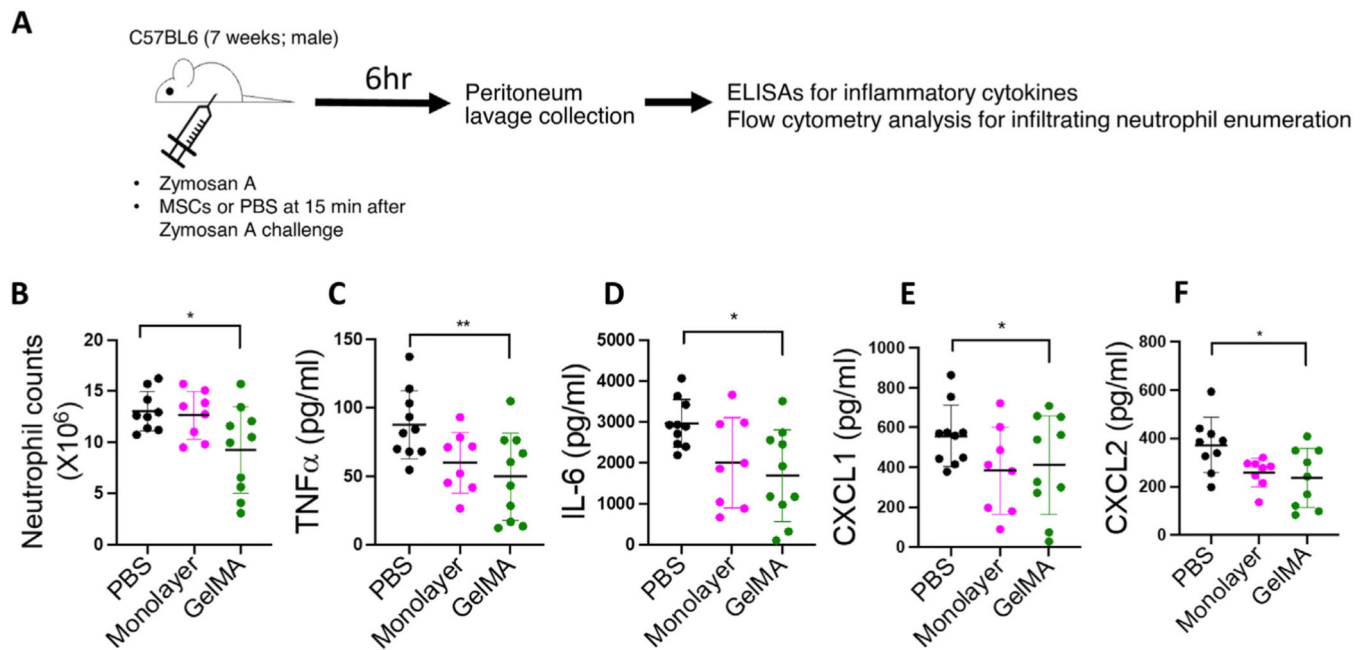 A
C57BL6 (7 weeks; male)
6hr
Peritoneum
lavage collection
ELISAs for inflammatory cytokines
Flow cytometry analysis for infiltrating neutrophil enumeration
• Zymosan A
• MSCs or PBS at 15 min after
Zymosan A challenge
B
Neutrophil counts
(X10⁶)
20
15
10
5
0
*
PBS
Monolayer
GelMA
C
TNFα (pg/ml)
150
100
50
0
**
PBS
Monolayer
GelMA
D
IL-6 (pg/ml)
5000
4000
3000
2000
1000
0
*
PBS
Monolayer
GelMA
E
CXCL1 (pg/ml)
1000
800
600
400
200
0
*
PBS
Monolayer
GelMA
F
CXCL2 (pg/ml)
800
600
400
200
0
*
PBS
Monolayer
GelMA